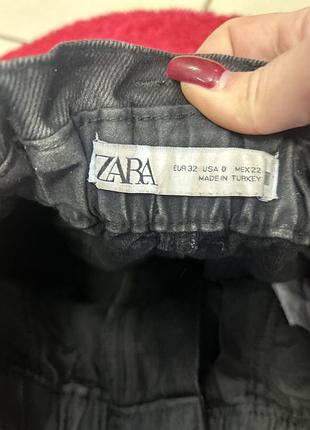 ZARA
EUR 32 USA 0 MEX 22
MADE IN TURKEY